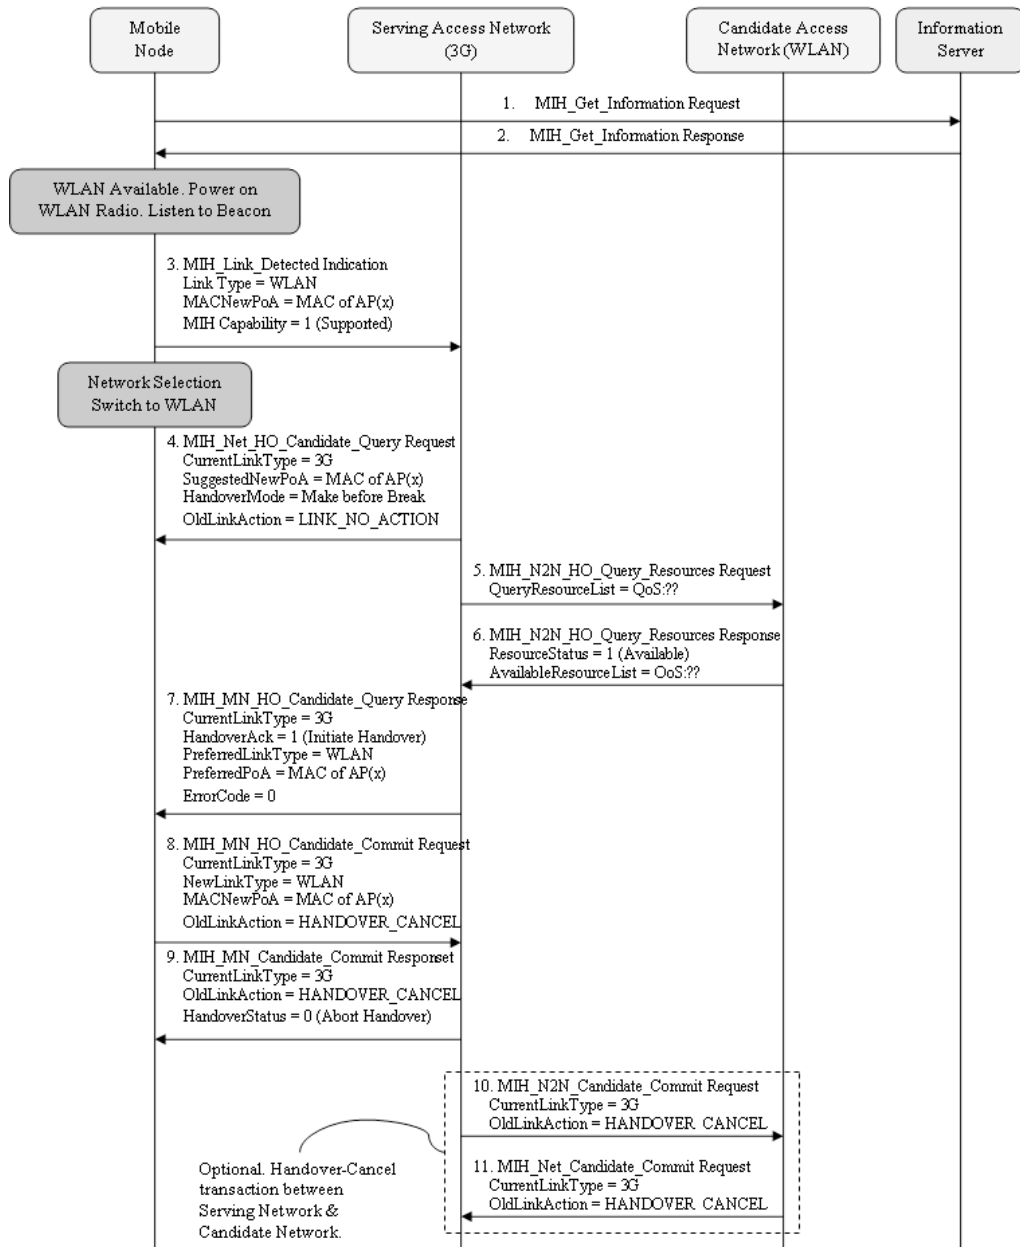 Mobile
Node
Serving Access Network
(3G)
Candidate Access
Network (WLAN)
Information
Server
1. MIH_Get_Information Request
2. MIH_Get_Information Response
WLAN Available. Power on
WLAN Radio. Listen to Beacon
3. MIH_Link_Detected Indication
Link Type = WLAN
MACNewPoA = MAC of AP(x)
MIH Capability = 1 (Supported)
Network Selection
Switch to WLAN
4. MIH_Net_HO_Candidate_Query Request
CurrentLinkType = 3G
SuggestedNewPoA = MAC of AP(x)
HandoverMode = Make before Break
OldLinkAction = LINK_NO_ACTION
5. MIH_N2N_HO_Query_Resources Request
QueryResourceList = QoS:??
6. MIH_N2N_HO_Query_Resources Response
ResourceStatus = 1 (Available)
AvailableResourceList = OoS:??
7. MIH_MN_HO_Candidate_Query Response
CurrentLinkType = 3G
HandoverAck = 1 (Initiate Handover)
PreferredLinkType = WLAN
PreferredPoA = MAC of AP(x)
ErrorCode = 0
8. MIH_MN_HO_Candidate_Commit Request
CurrentLinkType = 3G
NewLinkType = WLAN
MACNewPoA = MAC of AP(x)
OldLinkAction = HANDOVER_CANCEL
9. MIH_MN_Candidate_Commit Responset
CurrentLinkType = 3G
OldLinkAction = HANDOVER_CANCEL
HandoverStatus = 0 (Abort Handover)
10. MIH_N2N_Candidate_Commit Request
CurrentLinkType = 3G
OldLinkAction = HANDOVER_CANCEL
11. MIH_Net_Candidate_Commit Request
CurrentLinkType = 3G
OldLinkAction = HANDOVER_CANCEL
Optional. Handover-Cancel
transaction between
Serving Network &
Candidate Network.